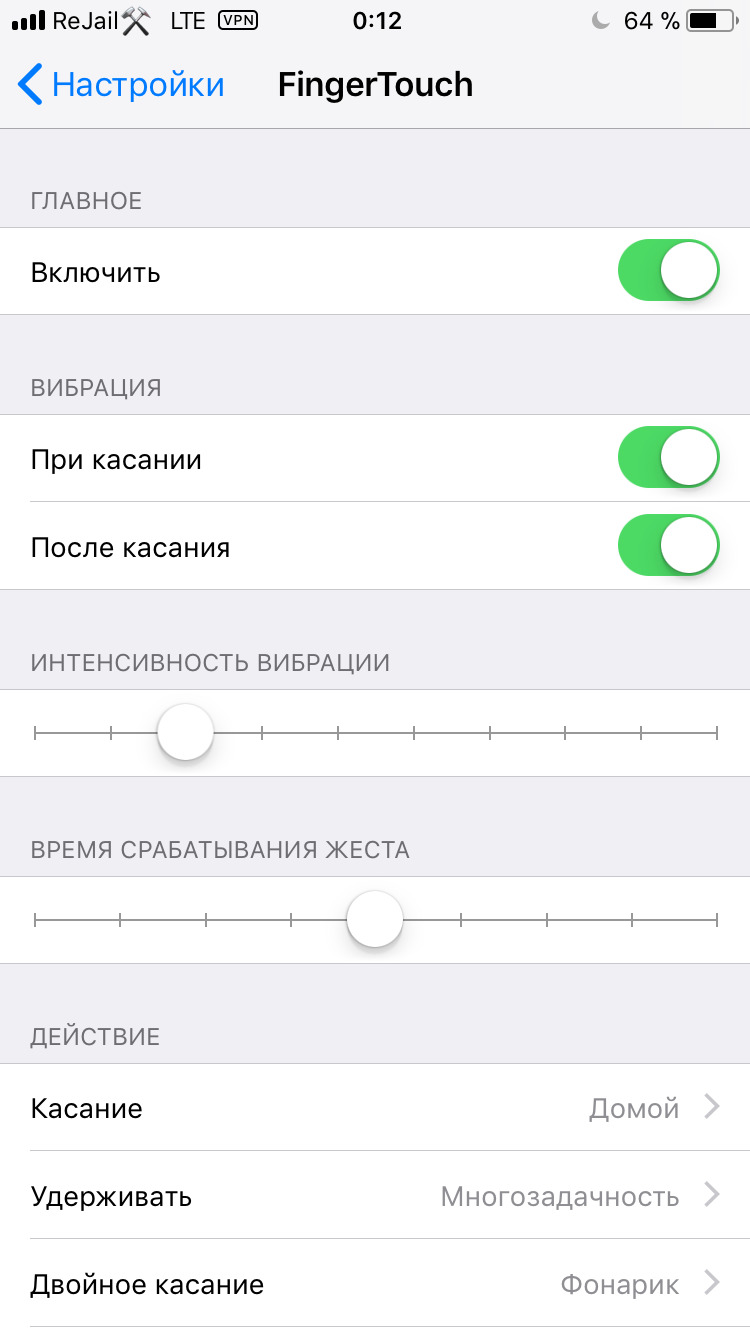 ReJail⚒ LTE VPN 0:12 64 %
Настройки FingerTouch
ГЛАВНОЕ
Включить
ВИБРАЦИЯ
При касании
После касания
ИНТЕНСИВНОСТЬ ВИБРАЦИИ
ВРЕМЯ СРАБАТЫВАНИЯ ЖЕСТА
ДЕЙСТВИЕ
Касание Домой
Удерживать Многозадачность
Двойное касание Фонарик